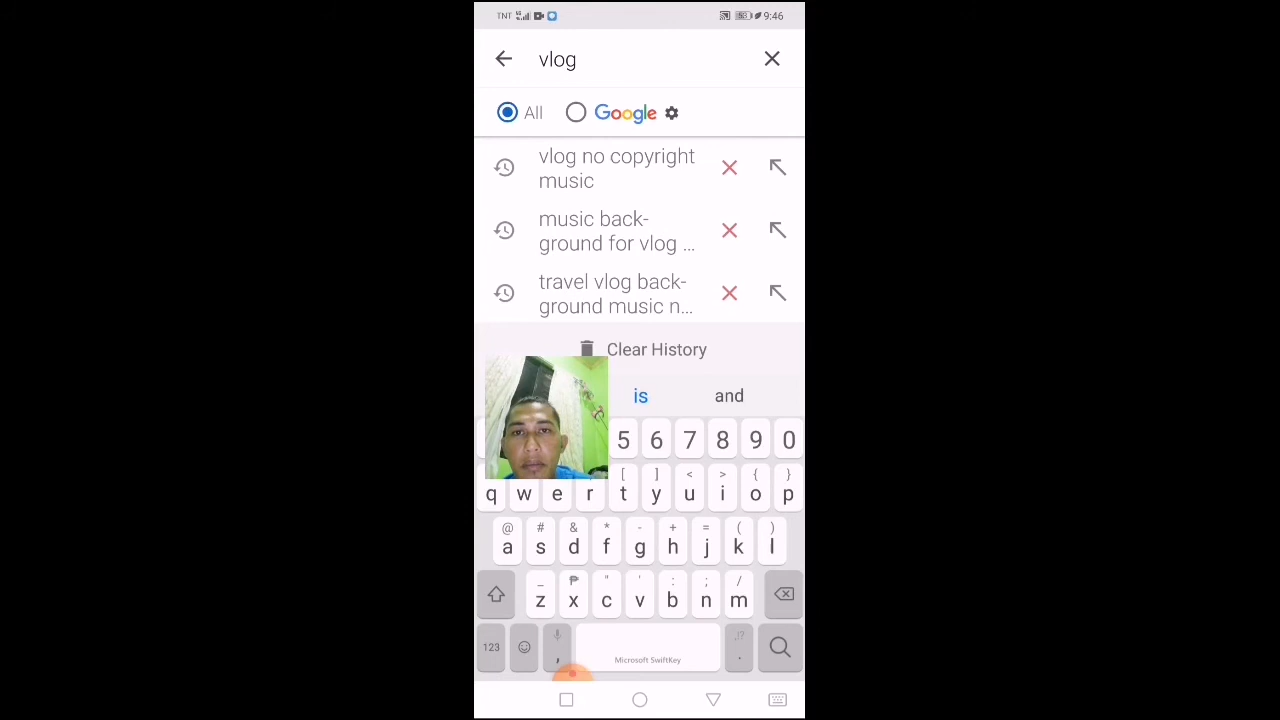 TNT 53 9:46
vlog
All Google
vlog no copyright
music
music back-
ground for vlog ...
travel vlog back-
ground music n...
Clear History
is and
5 6 7 8 9 0
[ ] < > { }
q w e r t y u i o p
@ # & * - + = ( )
a s d f g h j k l
_ ₱ " ' : ; /
z x c v b n m
,!?
123 , Microsoft SwiftKey .